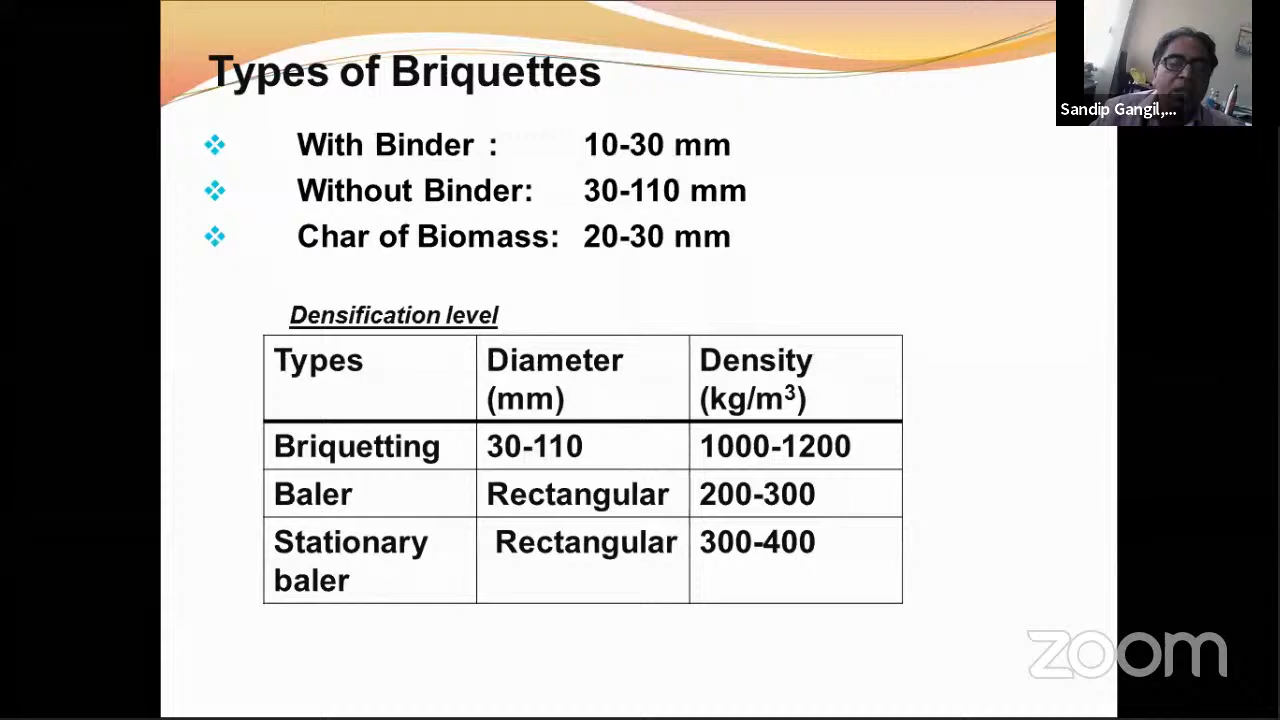 Types of Briquettes
Sandip Gangil,...
With Binder : 10-30 mm
Without Binder: 30-110 mm
Char of Biomass: 20-30 mm
Densification level
Types Diameter (mm) Density (kg/m³)
Briquetting 30-110 1000-1200
Baler Rectangular 200-300
Stationary baler Rectangular 300-400
zoom